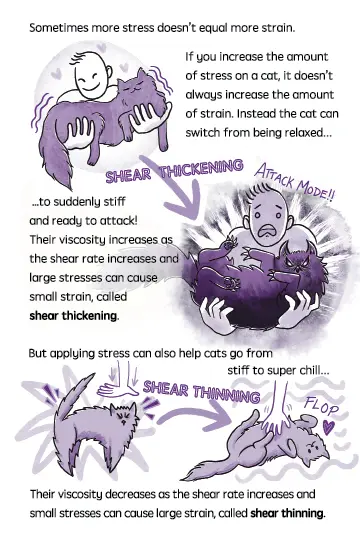 Sometimes more stress doesn't equal more strain.
If you increase the amount
of stress on a cat, it doesn't
always increase the amount
of strain. Instead the cat can
switch from being relaxed...
SHEAR THICKENING
ATTACK MODE!!
...to suddenly stiff
and ready to attack!
Their viscosity increases as
the shear rate increases and
large stresses can cause
small strain, called
shear thickening.
But applying stress can also help cats go from
stiff to super chill...
SHEAR THINNING
FLOP
Their viscosity decreases as the shear rate increases and
small stresses can cause large strain, called shear thinning.